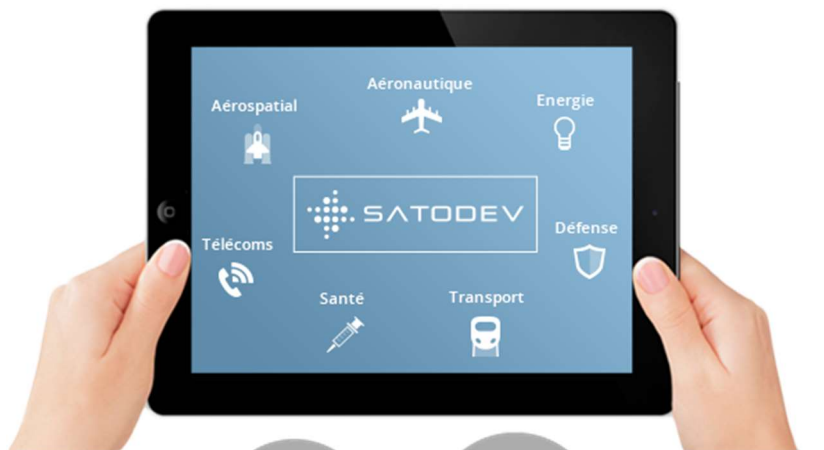 Aéronautique
Aérospatial
Energie
SATODEV
Défense
Télécoms
Santé
Transport